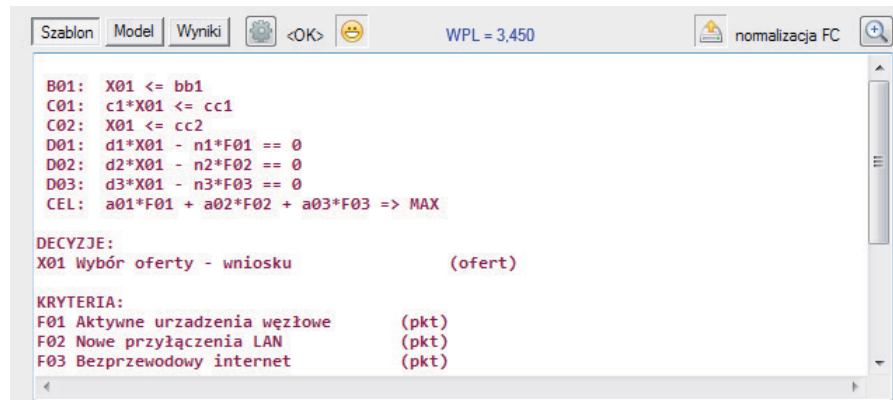 Szablon Model Wyniki <OK> WPL = 3,450 normalizacja FC
B01: X01 <= bb1
C01: c1*X01 <= cc1
C02: X01 <= cc2
D01: d1*X01 - n1*F01 == 0
D02: d2*X01 - n2*F02 == 0
D03: d3*X01 - n3*F03 == 0
CEL: a01*F01 + a02*F02 + a03*F03 => MAX
DECYZJE:
X01 Wybór oferty - wniosku (ofert)
KRYTERIA:
F01 Aktywne urzadzenia węzłowe (pkt)
F02 Nowe przyłączenia LAN (pkt)
F03 Bezprzewodowy internet (pkt)